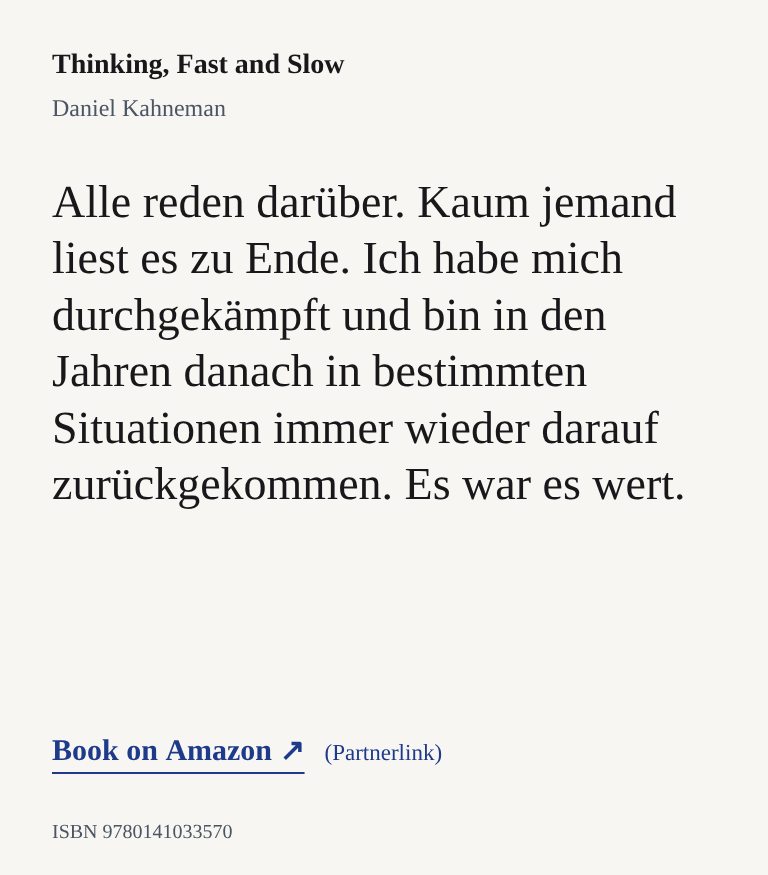 Thinking, Fast and Slow
Daniel Kahneman
Alle reden darüber. Kaum jemand
liest es zu Ende. Ich habe mich
durchgekämpft und bin in den
Jahren danach in bestimmten
Situationen immer wieder darauf
zurückgekommen. Es war es wert.
Book on Amazon ↗ (Partnerlink)
ISBN 9780141033570